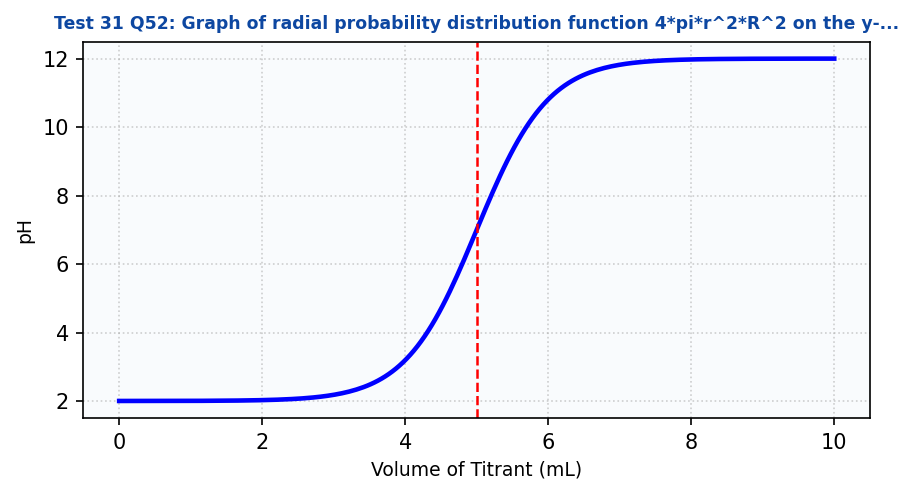 Test 31 Q52: Graph of radial probability distribution function 4*pi*r^2*R^2 on the y-...
12
10
8
6
4
2
pH
0 2 4 6 8 10
Volume of Titrant (mL)